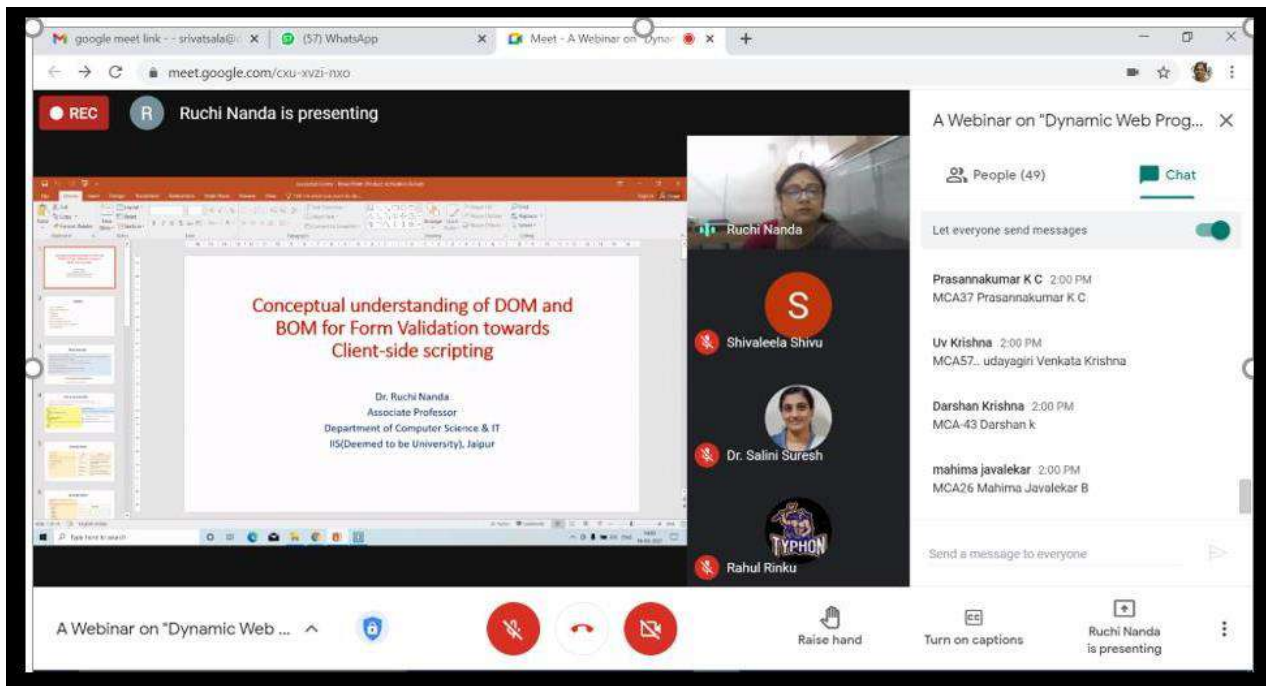 google meet link - - srivatsala@
(57) WhatsApp
Meet - A Webinar on "Dynam
meet.google.com/cxu-xvzi-nxo
REC
R
Ruchi Nanda is presenting
Conceptual understanding of DOM and
BOM for Form Validation towards
Client-side scripting
Dr. Ruchi Nanda
Associate Professor
Department of Computer Science & IT
IIS(Deemed to be University), Jaipur
Type here to search
Ruchi Nanda
S
Shivaleela Shivu
Dr. Salini Suresh
TYPHON
Rahul Rinku
A Webinar on "Dynamic Web Prog...
People (49)
Chat
Let everyone send messages
Prasannakumar K C 2:00 PM
MCA37 Prasannakumar K C
Uv Krishna 2:00 PM
MCA57.. udayagiri Venkata Krishna
Darshan Krishna 2:00 PM
MCA-43 Darshan k
mahima javalekar 2:00 PM
MCA26 Mahima Javalekar B
Send a message to everyone
A Webinar on "Dynamic Web ...
Raise hand
Turn on captions
Ruchi Nanda
is presenting